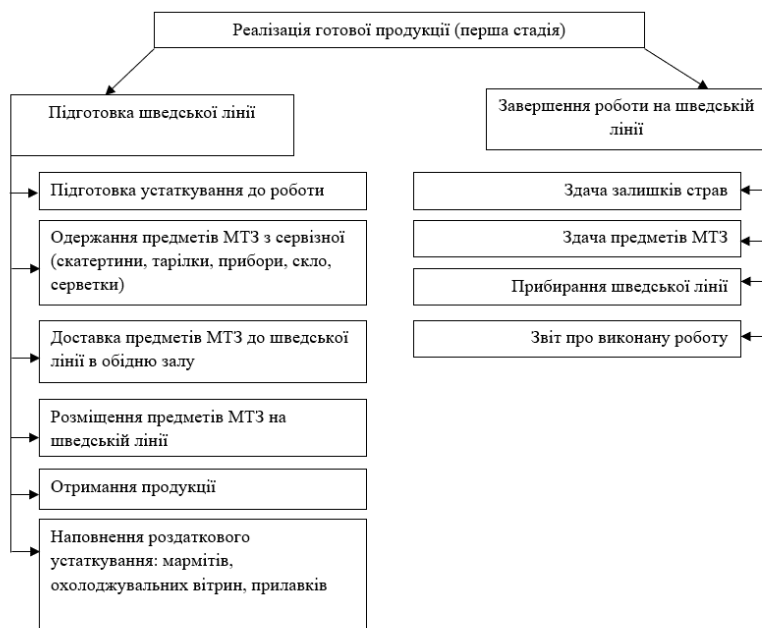 Реалізація готової продукції (перша стадія)
Підготовка шведської лінії
Підготовка устаткування до роботи
Одержання предметів МТЗ з сервізної
(скатертини, тарілки, прибори, скло,
серветки)
Доставка предметів МТЗ до шведської
лінії в обідню залу
Розміщення предметів МТЗ на
шведській лінії
Отримання продукції
Наповнення роздаткового
устаткування: мармітів,
охолоджувальних вітрин, прилавків
Завершення роботи на шведській
лінії
Здача залишків страв
Здача предметів МТЗ
Прибирання шведської лінії
Звіт про виконану роботу